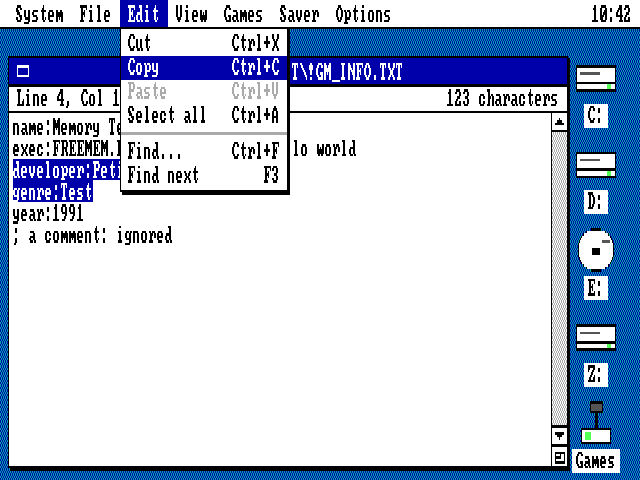 System File Edit View Games Saver Options 10:42
Cut Ctrl+X
Copy Ctrl+C
Paste Ctrl+V
Select all Ctrl+A
Find... Ctrl+F
Find next F3
T\!GM_INFO.TXT
Line 4, Col 1 123 characters
name:Memory Te
exec:FREEMEM. lo world
developer:Peti
genre:Test
year:1991
; a comment: ignored
C:
D:
E:
Z:
Games